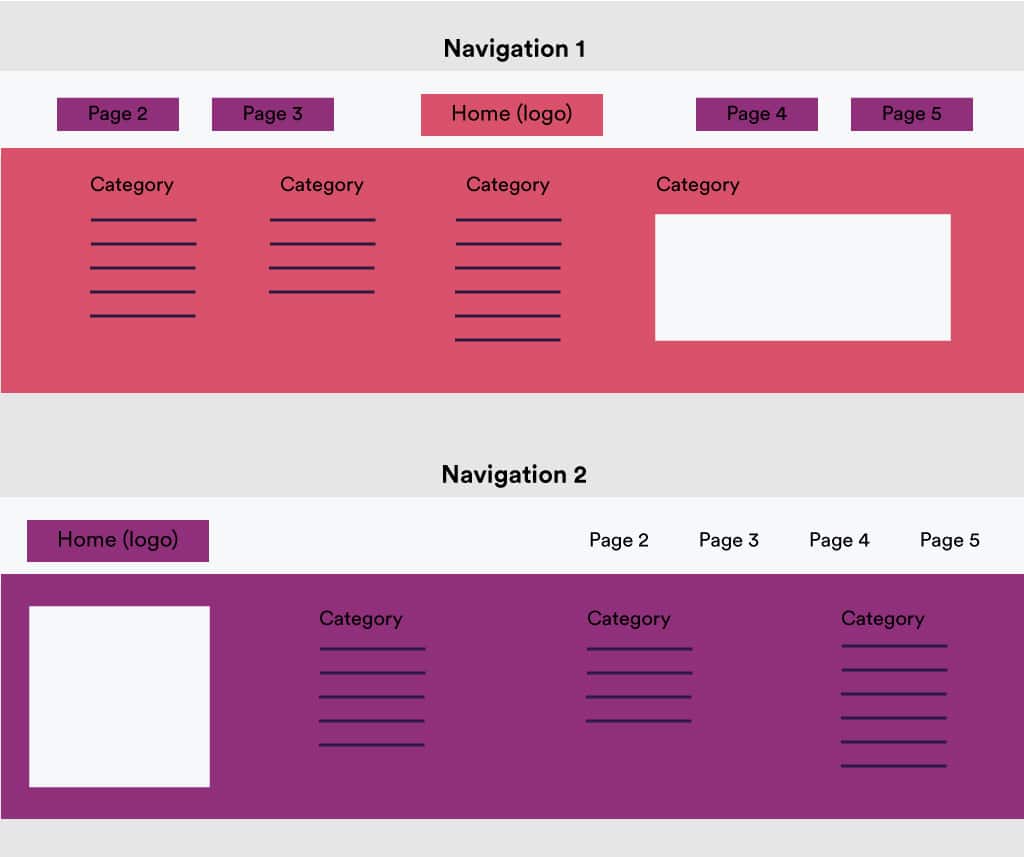 Navigation 1
Page 2 Page 3 Home (logo) Page 4 Page 5
Category Category Category Category
Navigation 2
Home (logo) Page 2 Page 3 Page 4 Page 5
Category Category Category